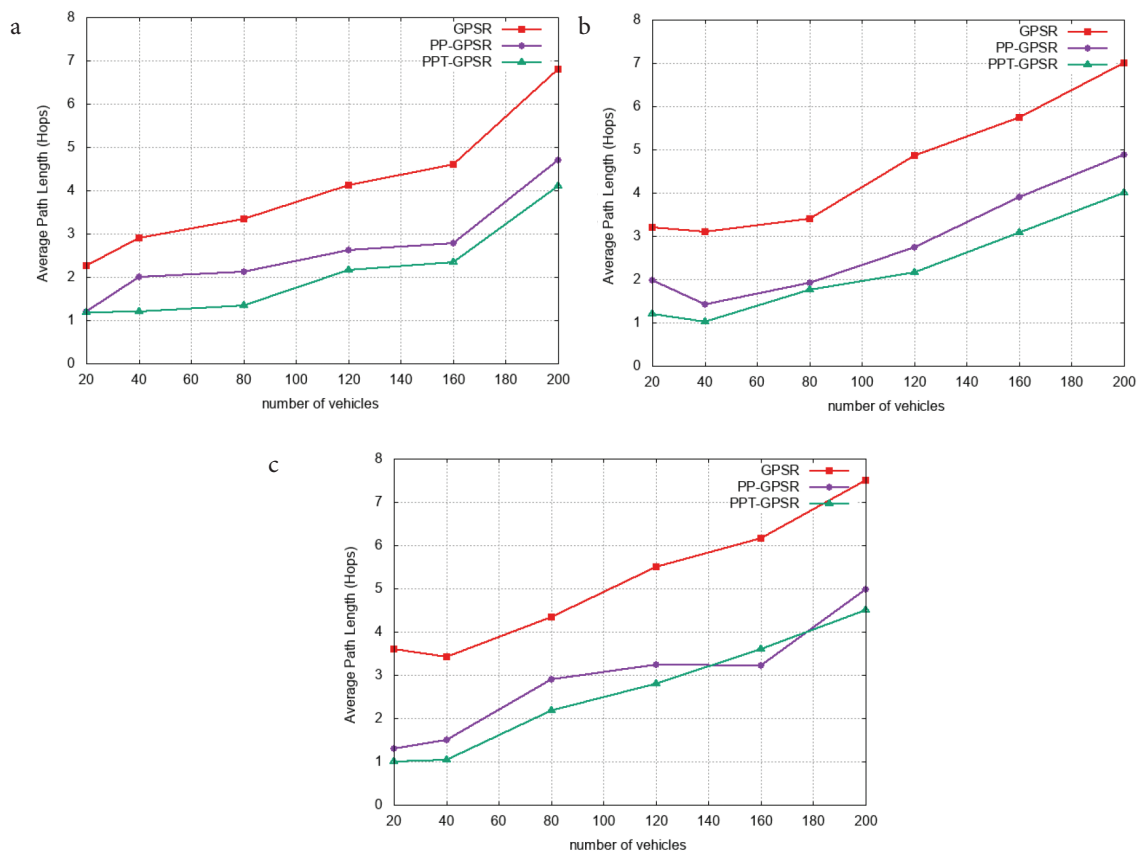 a
8
7
6
5
4
3
2
1
0
Average Path Length (Hops)
GPSR
PP-GPSR
PPT-GPSR
20 40 60 80 100 120 140 160 180 200
number of vehicles
b
8
7
6
5
4
3
2
1
0
Average Path Length (Hops)
GPSR
PP-GPSR
PPT-GPSR
20 40 60 80 100 120 140 160 180 200
number of vehicles
c
8
7
6
5
4
3
2
1
0
Average Path Length (Hops)
GPSR
PP-GPSR
PPT-GPSR
20 40 60 80 100 120 140 160 180 200
number of vehicles